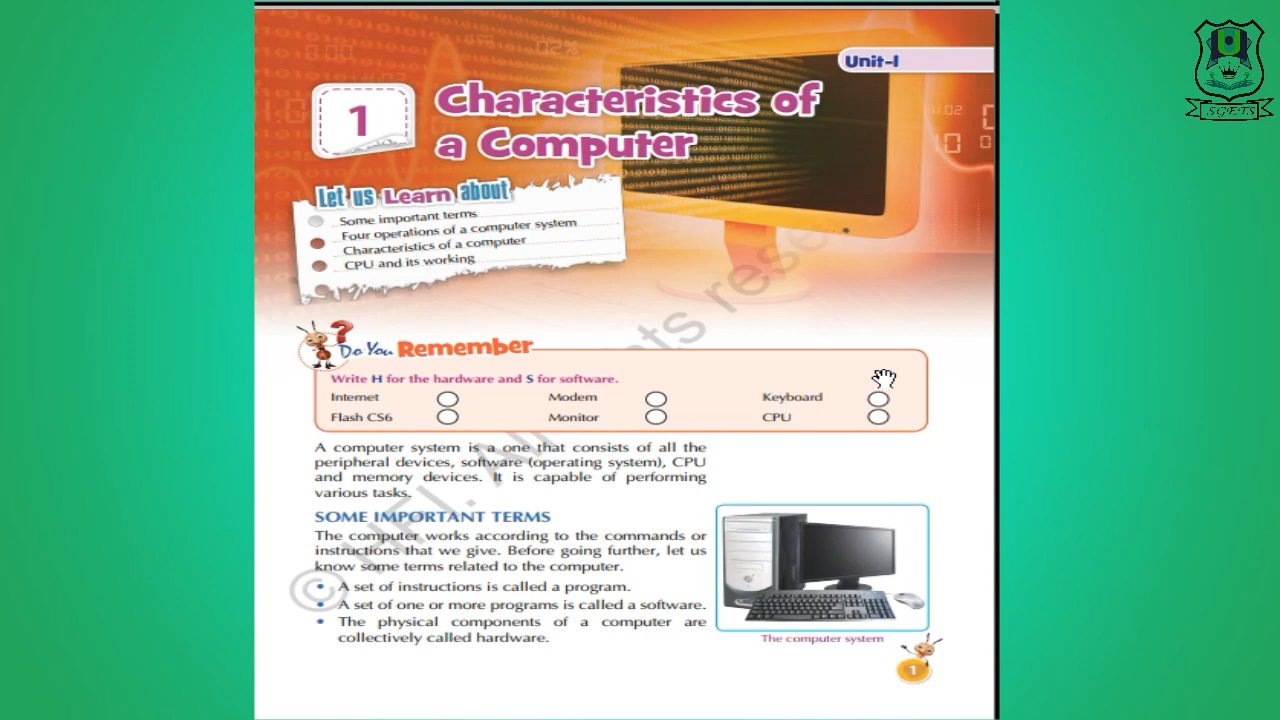 Unit-I
1
Characteristics of
a Computer
Let us Learn about
Some important terms
Four operations of a computer system
Characteristics of a computer
CPU and its working
Do You Remember
Write H for the hardware and S for software.
Internet Modem Keyboard
Flash CS6 Monitor CPU
A computer system is a one that consists of all the
peripheral devices, software (operating system), CPU
and memory devices. It is capable of performing
various tasks.
SOME IMPORTANT TERMS
The computer works according to the commands or
instructions that we give. Before going further, let us
know some terms related to the computer.
• A set of instructions is called a program.
• A set of one or more programs is called a software.
• The physical components of a computer are
collectively called hardware.
The computer system
1
SGETS